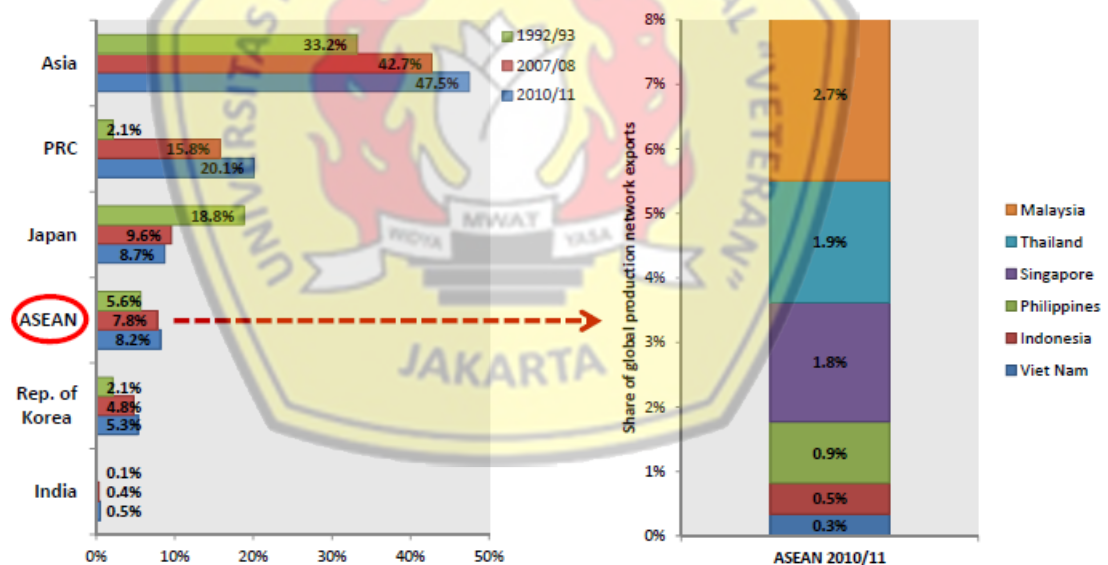 Asia
33.2%
42.7%
47.5%
PRC
2.1%
15.8%
20.1%
Japan
18.8%
9.6%
8.7%
ASEAN
5.6%
7.8%
8.2%
Rep. of
Korea
2.1%
4.8%
5.3%
India
0.1%
0.4%
0.5%
0%
10%
20%
30%
40%
50%
1992/93
2007/08
2010/11
UNIVERSITAS
"VETERAN"
MWAT
WIDYA
YASA
JAKARTA
Share of global production network exports
8%
7%
6%
5%
4%
3%
2%
1%
0%
2.7%
1.9%
1.8%
0.9%
0.5%
0.3%
ASEAN 2010/11
Malaysia
Thailand
Singapore
Philippines
Indonesia
Viet Nam